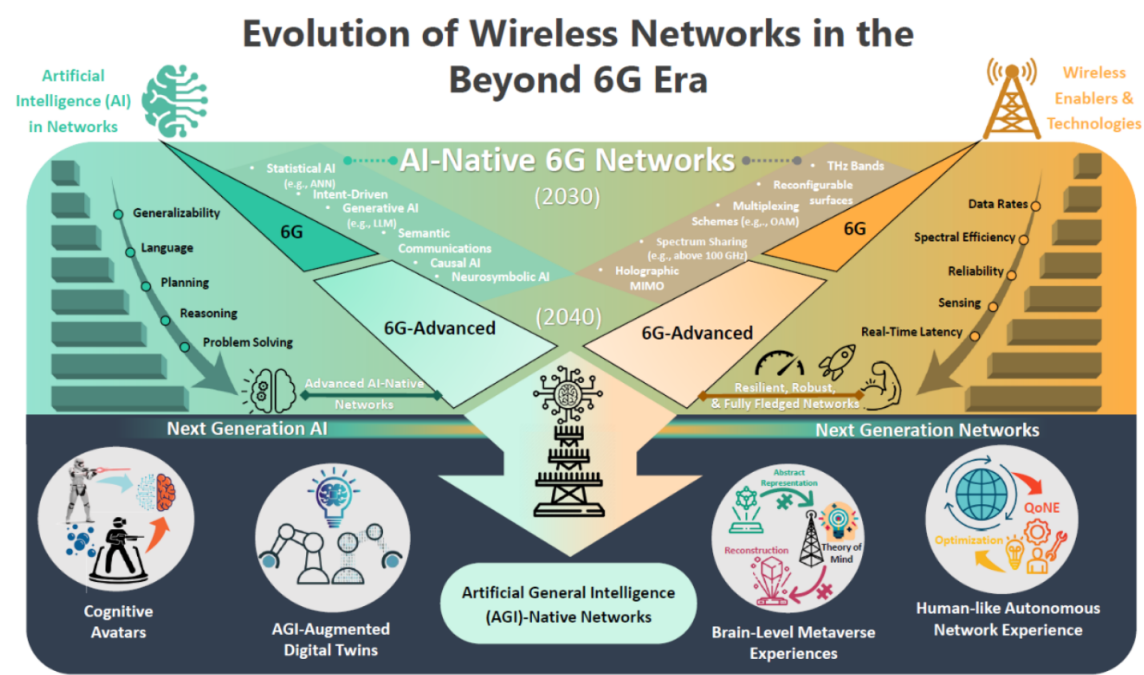 Evolution of Wireless Networks in the
Beyond 6G Era
Artificial
Intelligence (AI)
in Networks
Wireless
Enablers &
Technologies
AI-Native 6G Networks
(2030)
• Statistical AI
(e.g., ANN)
• Intent-Driven
• Generative AI
(e.g., LLM)
• Semantic
Communications
• Causal AI
• Neurosymbolic AI
• THz Bands
• Reconfigurable
surfaces
• Multiplexing
Schemes (e.g., OAM)
• Spectrum Sharing
(e.g., above 100 GHz)
• Holographic
MIMO
Generalizability
Language
Planning
Reasoning
Problem Solving
6G
6G
Data Rates
Spectral Efficiency
Reliability
Sensing
Real-Time Latency
(2040)
6G-Advanced
6G-Advanced
Advanced AI-Native
Networks
Resilient, Robust,
& Fully Fledged Networks
Next Generation AI
Next Generation Networks
Cognitive
Avatars
AGI-Augmented
Digital Twins
Artificial General Intelligence
(AGI)-Native Networks
Abstract
Representation
Theory of
Mind
Reconstruction
Brain-Level Metaverse
Experiences
QoNE
Optimization
Human-like Autonomous
Network Experience